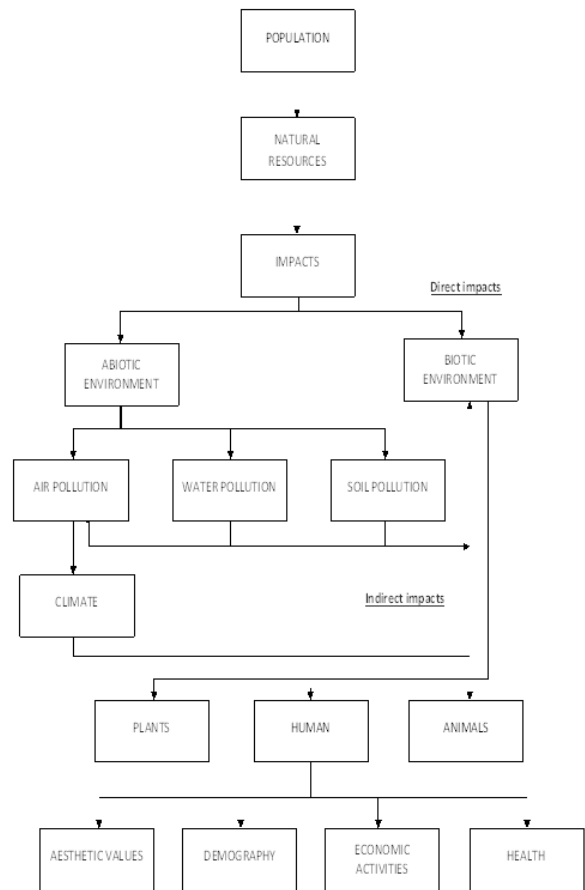 POPULATION
NATURAL
RESOURCES
IMPACTS
Direct impacts
ABIOTIC
ENVIRONMENT
BIOTIC
ENVIRONMENT
AIR POLLUTION
WATER POLLUTION
SOIL POLLUTION
CLIMATE
Indirect impacts
PLANTS
HUMAN
ANIMALS
AESTHETIC VALUES
DEMOGRAPHY
ECONOMIC
ACTIVITIES
HEALTH